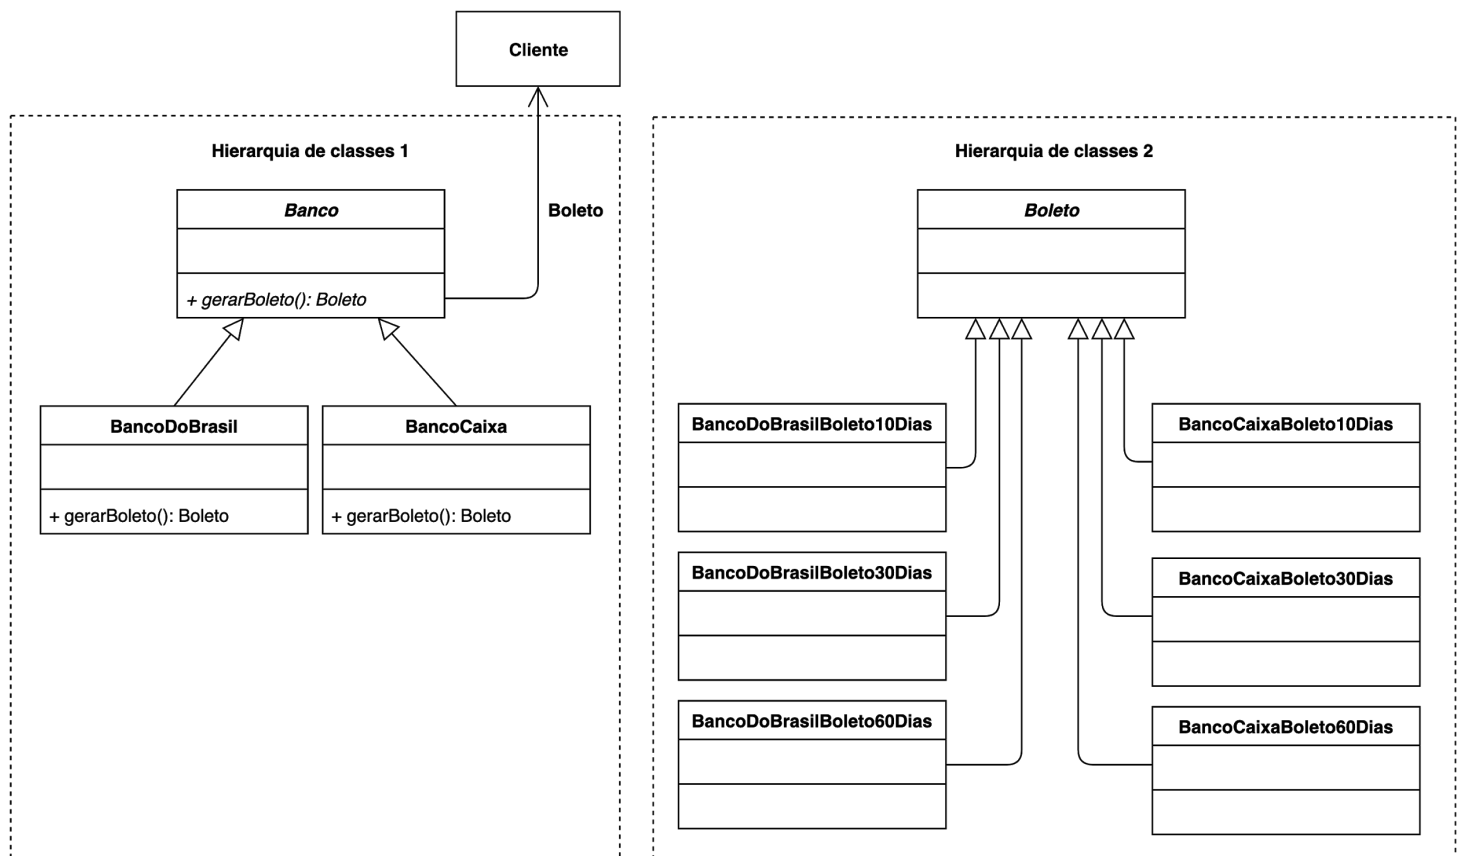 Cliente
Hierarquia de classes 1
Banco
+ gerarBoleto(): Boleto
Boleto
BancoDoBrasil
+ gerarBoleto(): Boleto
BancoCaixa
+ gerarBoleto(): Boleto
Hierarquia de classes 2
Boleto
BancoDoBrasilBoleto10Dias
BancoCaixaBoleto10Dias
BancoDoBrasilBoleto30Dias
BancoCaixaBoleto30Dias
BancoDoBrasilBoleto60Dias
BancoCaixaBoleto60Dias